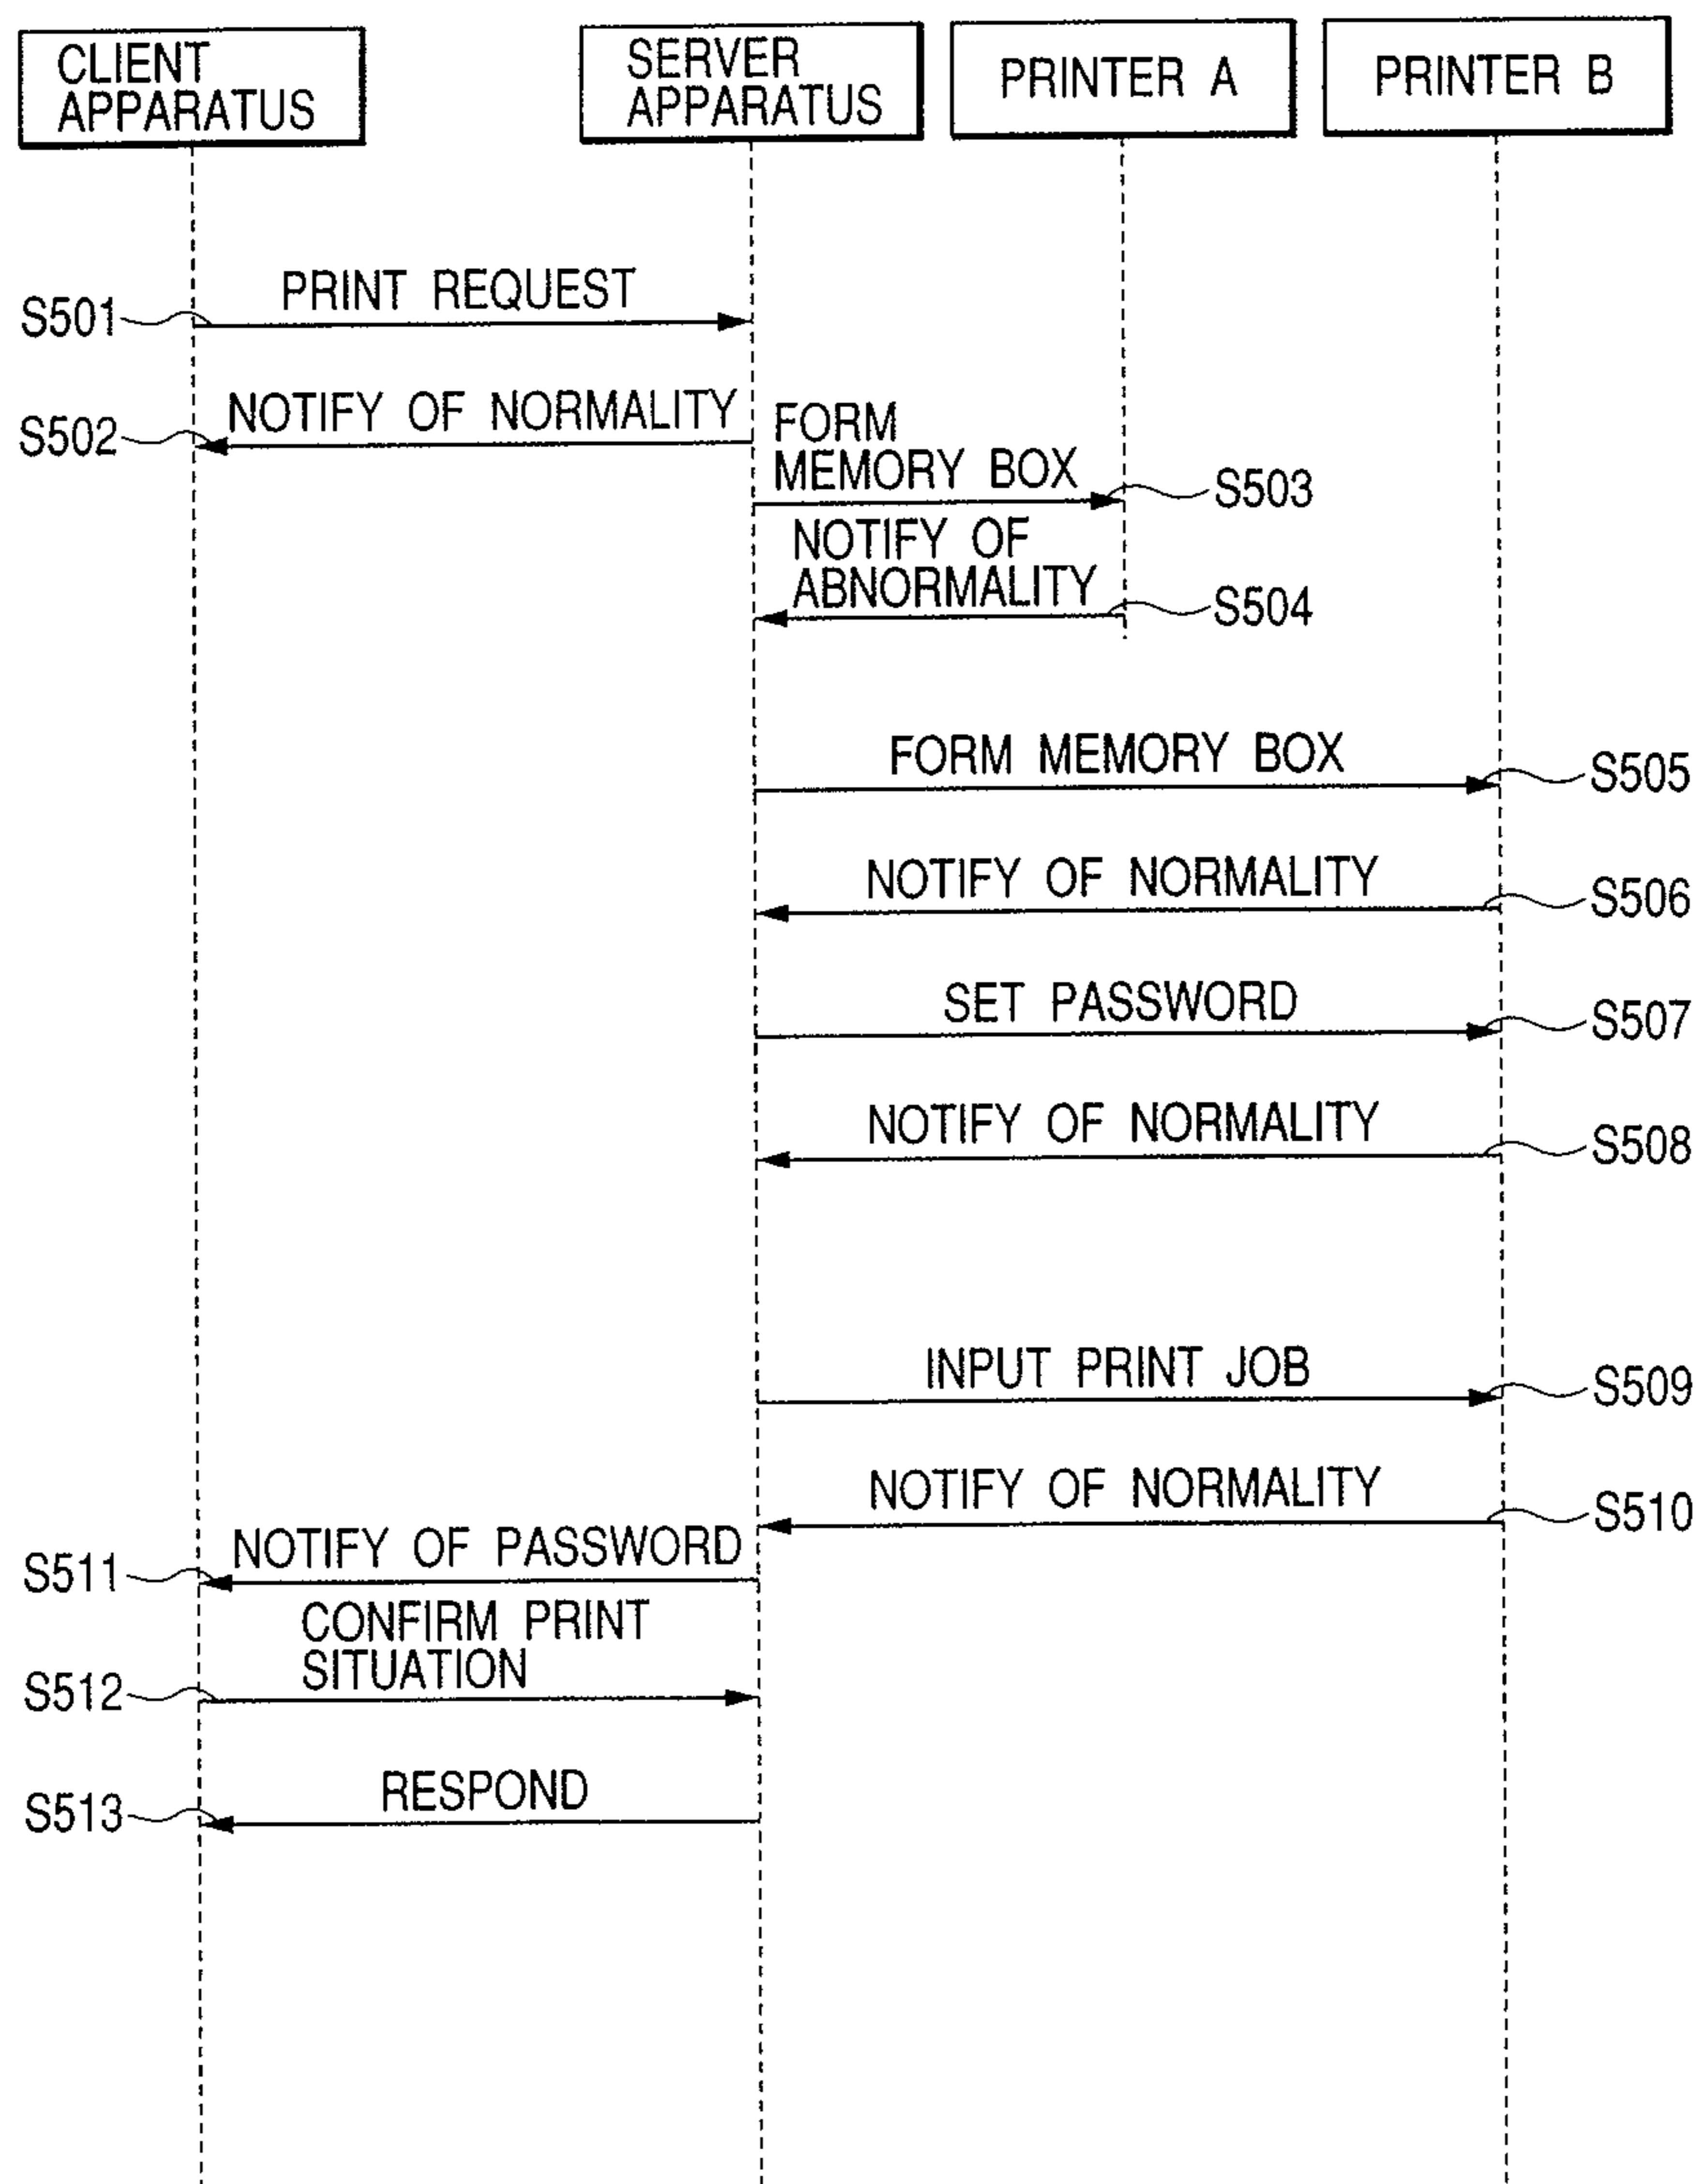 CLIENT
APPARATUS
SERVER
APPARATUS
PRINTER A
PRINTER B
PRINT REQUEST
S501
NOTIFY OF NORMALITY
S502
FORM
MEMORY BOX
S503
NOTIFY OF
ABNORMALITY
S504
FORM MEMORY BOX
S505
NOTIFY OF NORMALITY
S506
SET PASSWORD
S507
NOTIFY OF NORMALITY
S508
INPUT PRINT JOB
S509
NOTIFY OF NORMALITY
S510
NOTIFY OF PASSWORD
S511
CONFIRM PRINT
SITUATION
S512
RESPOND
S513